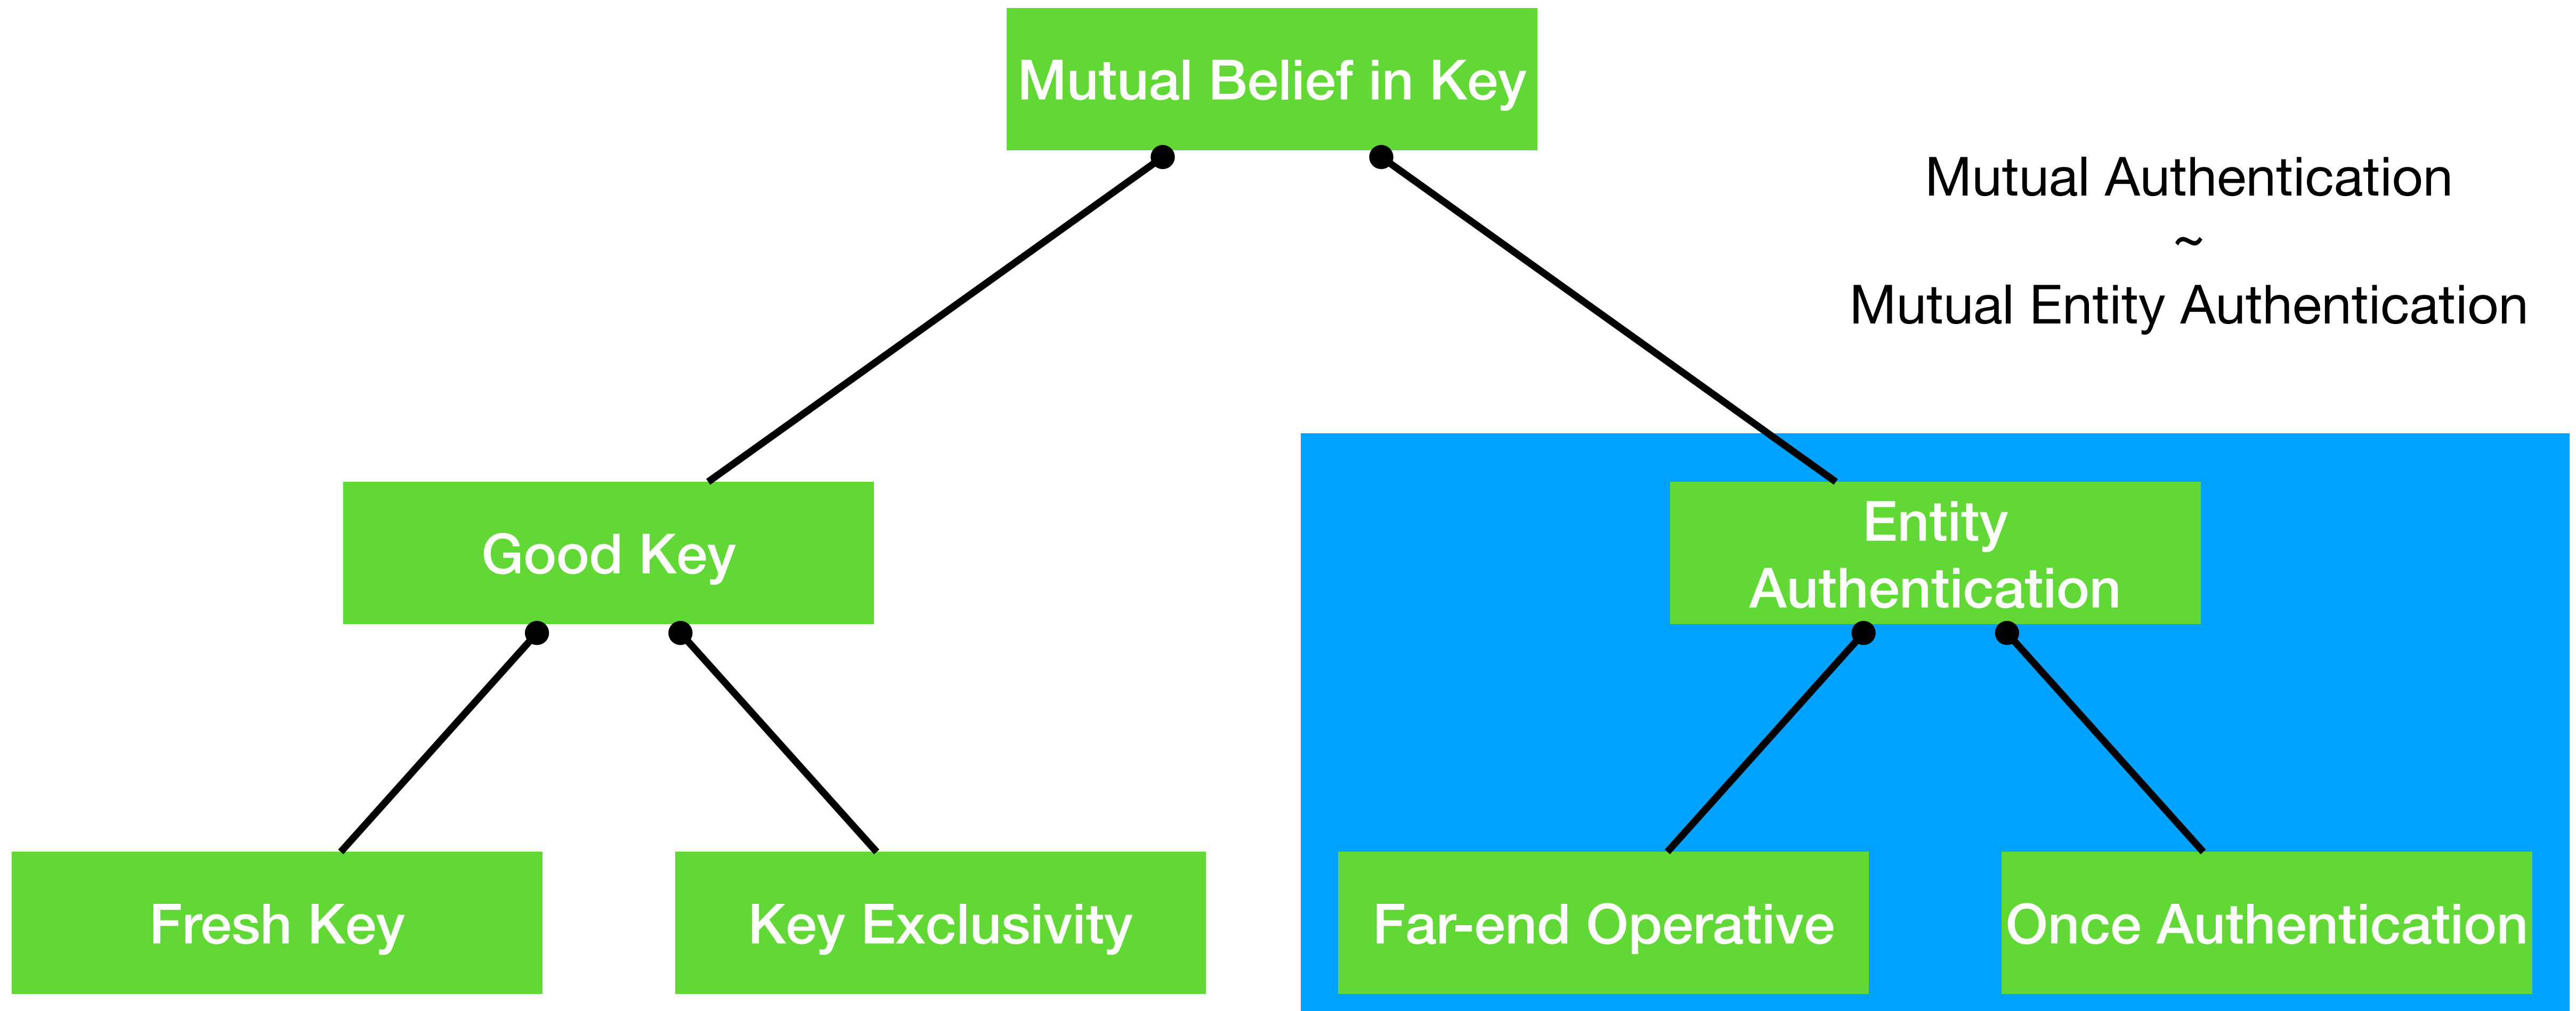 Mutual Belief in Key
Mutual Authentication
~
Mutual Entity Authentication
Good Key
Entity
Authentication
Fresh Key
Key Exclusivity
Far-end Operative
Once Authentication